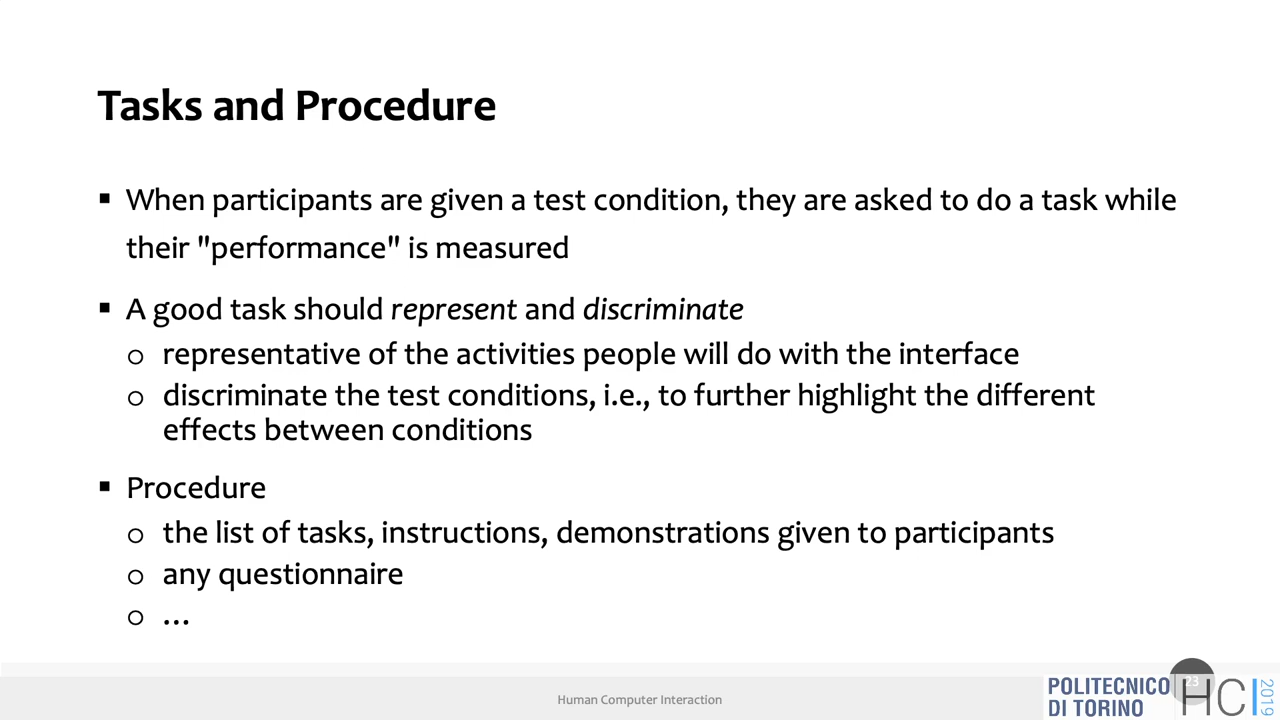 Tasks and Procedure
▪ When participants are given a test condition, they are asked to do a task while
their "performance" is measured
▪ A good task should represent and discriminate
o representative of the activities people will do with the interface
o discriminate the test conditions, i.e., to further highlight the different
effects between conditions
▪ Procedure
o the list of tasks, instructions, demonstrations given to participants
o any questionnaire
o ...
Human Computer Interaction
POLITECNICO
DI TORINO
23
HCI
2019